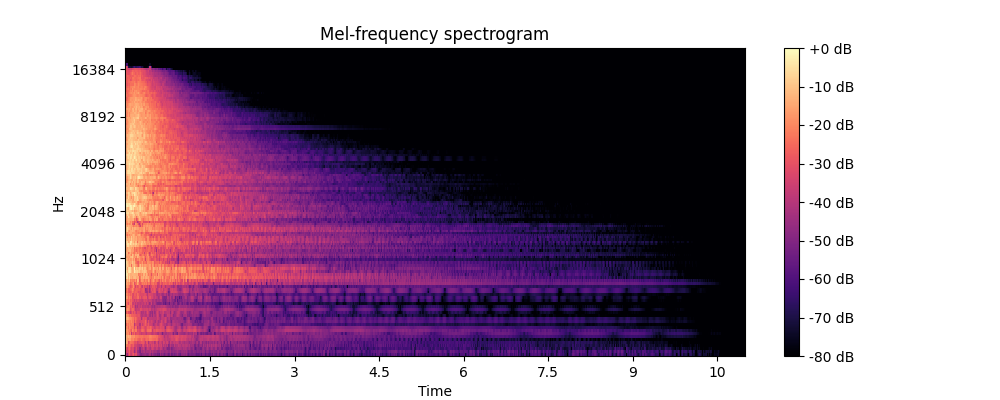 Mel-frequency spectrogram
Hz
16384
8192
4096
2048
1024
512
0
0 1.5 3 4.5 6 7.5 9 10
Time
+0 dB
-10 dB
-20 dB
-30 dB
-40 dB
-50 dB
-60 dB
-70 dB
-80 dB